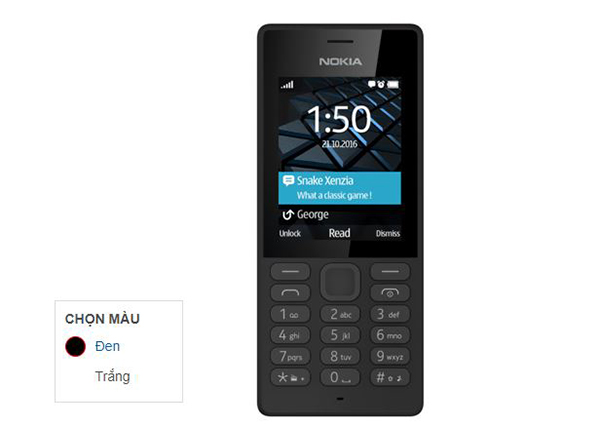 NOKIA
1:50
21.10.2016
Snake Xenzia
What a classic game !
George
Unlock Read Dismiss
1 2 abc 3 def
4 ghi 5 jkl 6 mno
7 pqrs 8 tuv 9 wxyz
* 0 #
CHỌN MÀU
Đen
Trắng